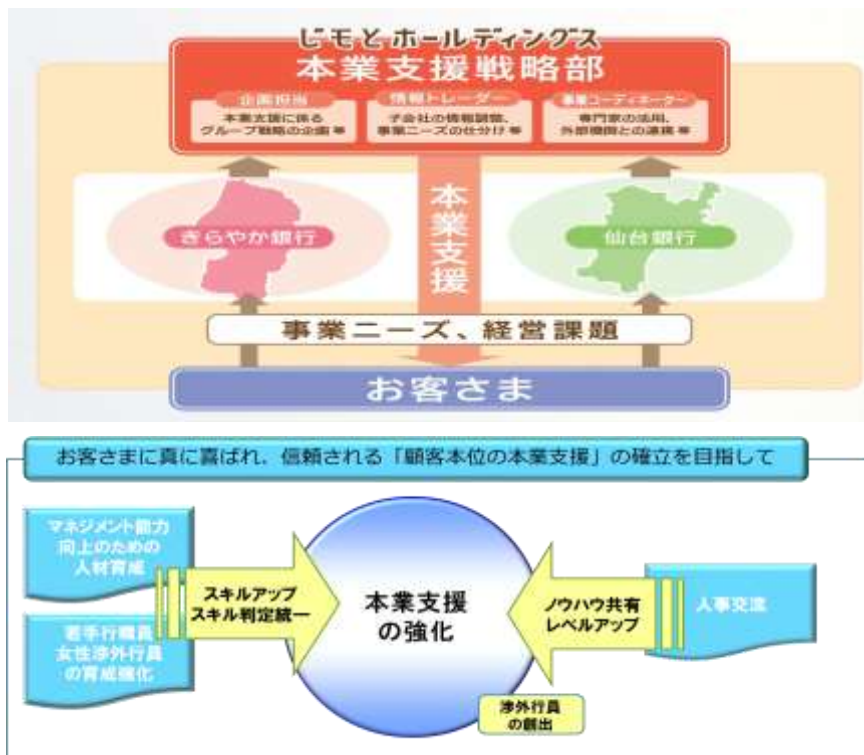 じもとホールディングス
本業支援戦略部
企画担当
本業支援に係る
グループ戦略の企画 等
情報トレーダー
子会社の情報調整、
事業ニーズの仕分け 等
事業コーディネーター
専門家の活用、
外部機関との連携 等
きらやか銀行
本業支援
仙台銀行
事業ニーズ、経営課題
お客さま
お客さまに真に喜ばれ、信頼される「顧客本位の本業支援」の確立を目指して
マネジメント能力
向上のための
人材育成
スキルアップ
スキル判定統一
若手行職員
女性渉外行員
の育成強化
本業支援
の強化
ノウハウ共有
レベルアップ
人事交流
渉外行員
の創出